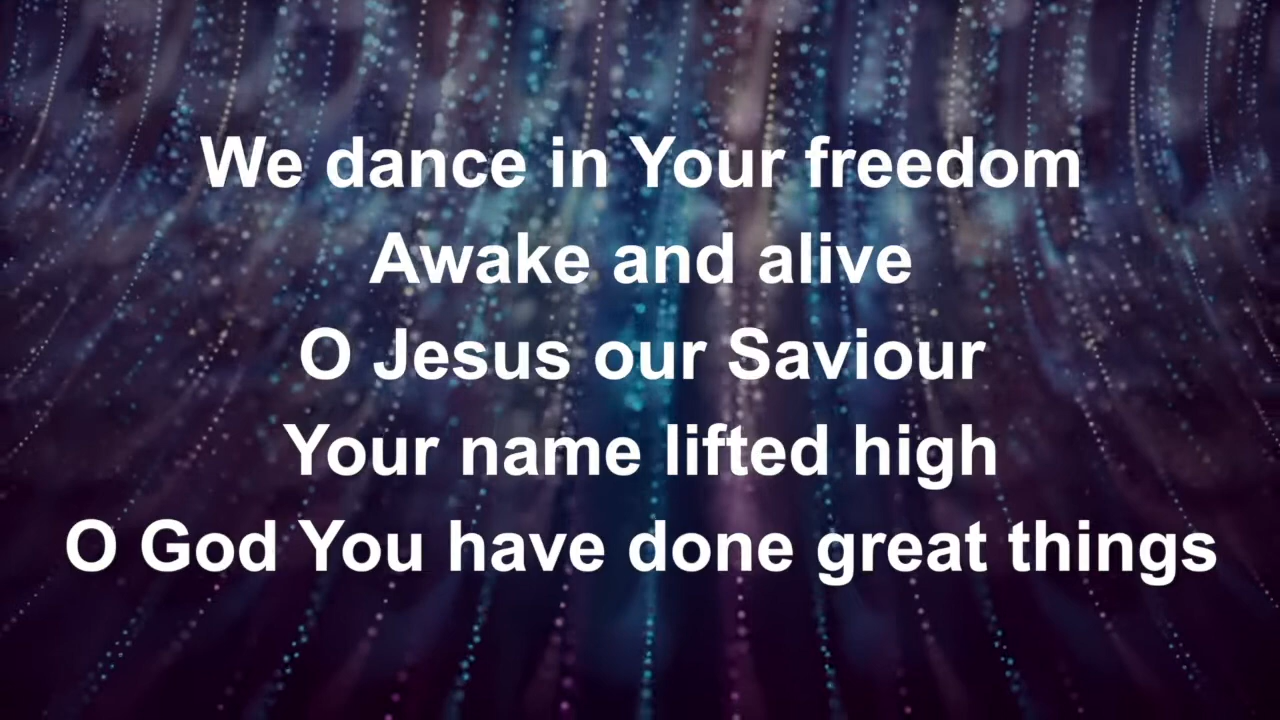 We dance in Your freedom
Awake and alive
O Jesus our Saviour
Your name lifted high
O God You have done great things